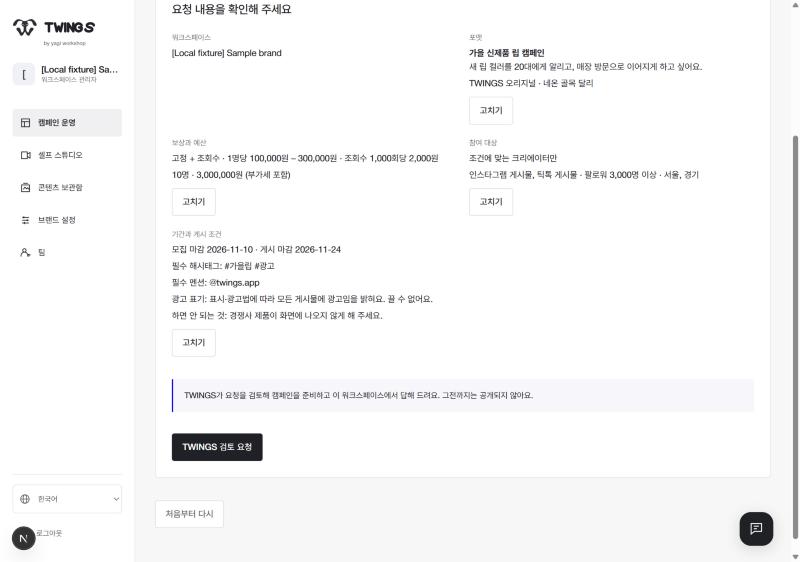 TWINGS
by yagi workshop
[
[Local fixture] Sa...
워크스페이스 관리자
캠페인 운영
셀프 스튜디오
콘텐츠 보관함
브랜드 설정
팀
한국어
N
로그아웃
요청 내용을 확인해 주세요
워크스페이스
[Local fixture] Sample brand
포맷
가을 신제품 립 캠페인
새 립 컬러를 20대에게 알리고, 매장 방문으로 이어지게 하고 싶어요.
TWINGS 오리지널 · 네온 골목 달리
고치기
보상과 예산
고정 + 조회수 · 1명당 100,000원 – 300,000원 · 조회수 1,000회당 2,000원
10명 · 3,000,000원 (부가세 포함)
고치기
참여 대상
조건에 맞는 크리에이터만
인스타그램 게시물, 틱톡 게시물 · 팔로워 3,000명 이상 · 서울, 경기
고치기
기간과 게시 조건
모집 마감 2026-11-10 · 게시 마감 2026-11-24
필수 해시태그: #가을립 #광고
필수 멘션: @twings.app
광고 표기: 표시·광고법에 따라 모든 게시물에 광고임을 밝혀요. 끌 수 없어요.
하면 안 되는 것: 경쟁사 제품이 화면에 나오지 않게 해 주세요.
고치기
TWINGS가 요청을 검토해 캠페인을 준비하고 이 워크스페이스에서 답해 드려요. 그전까지는 공개되지 않아요.
TWINGS 검토 요청
처음부터 다시